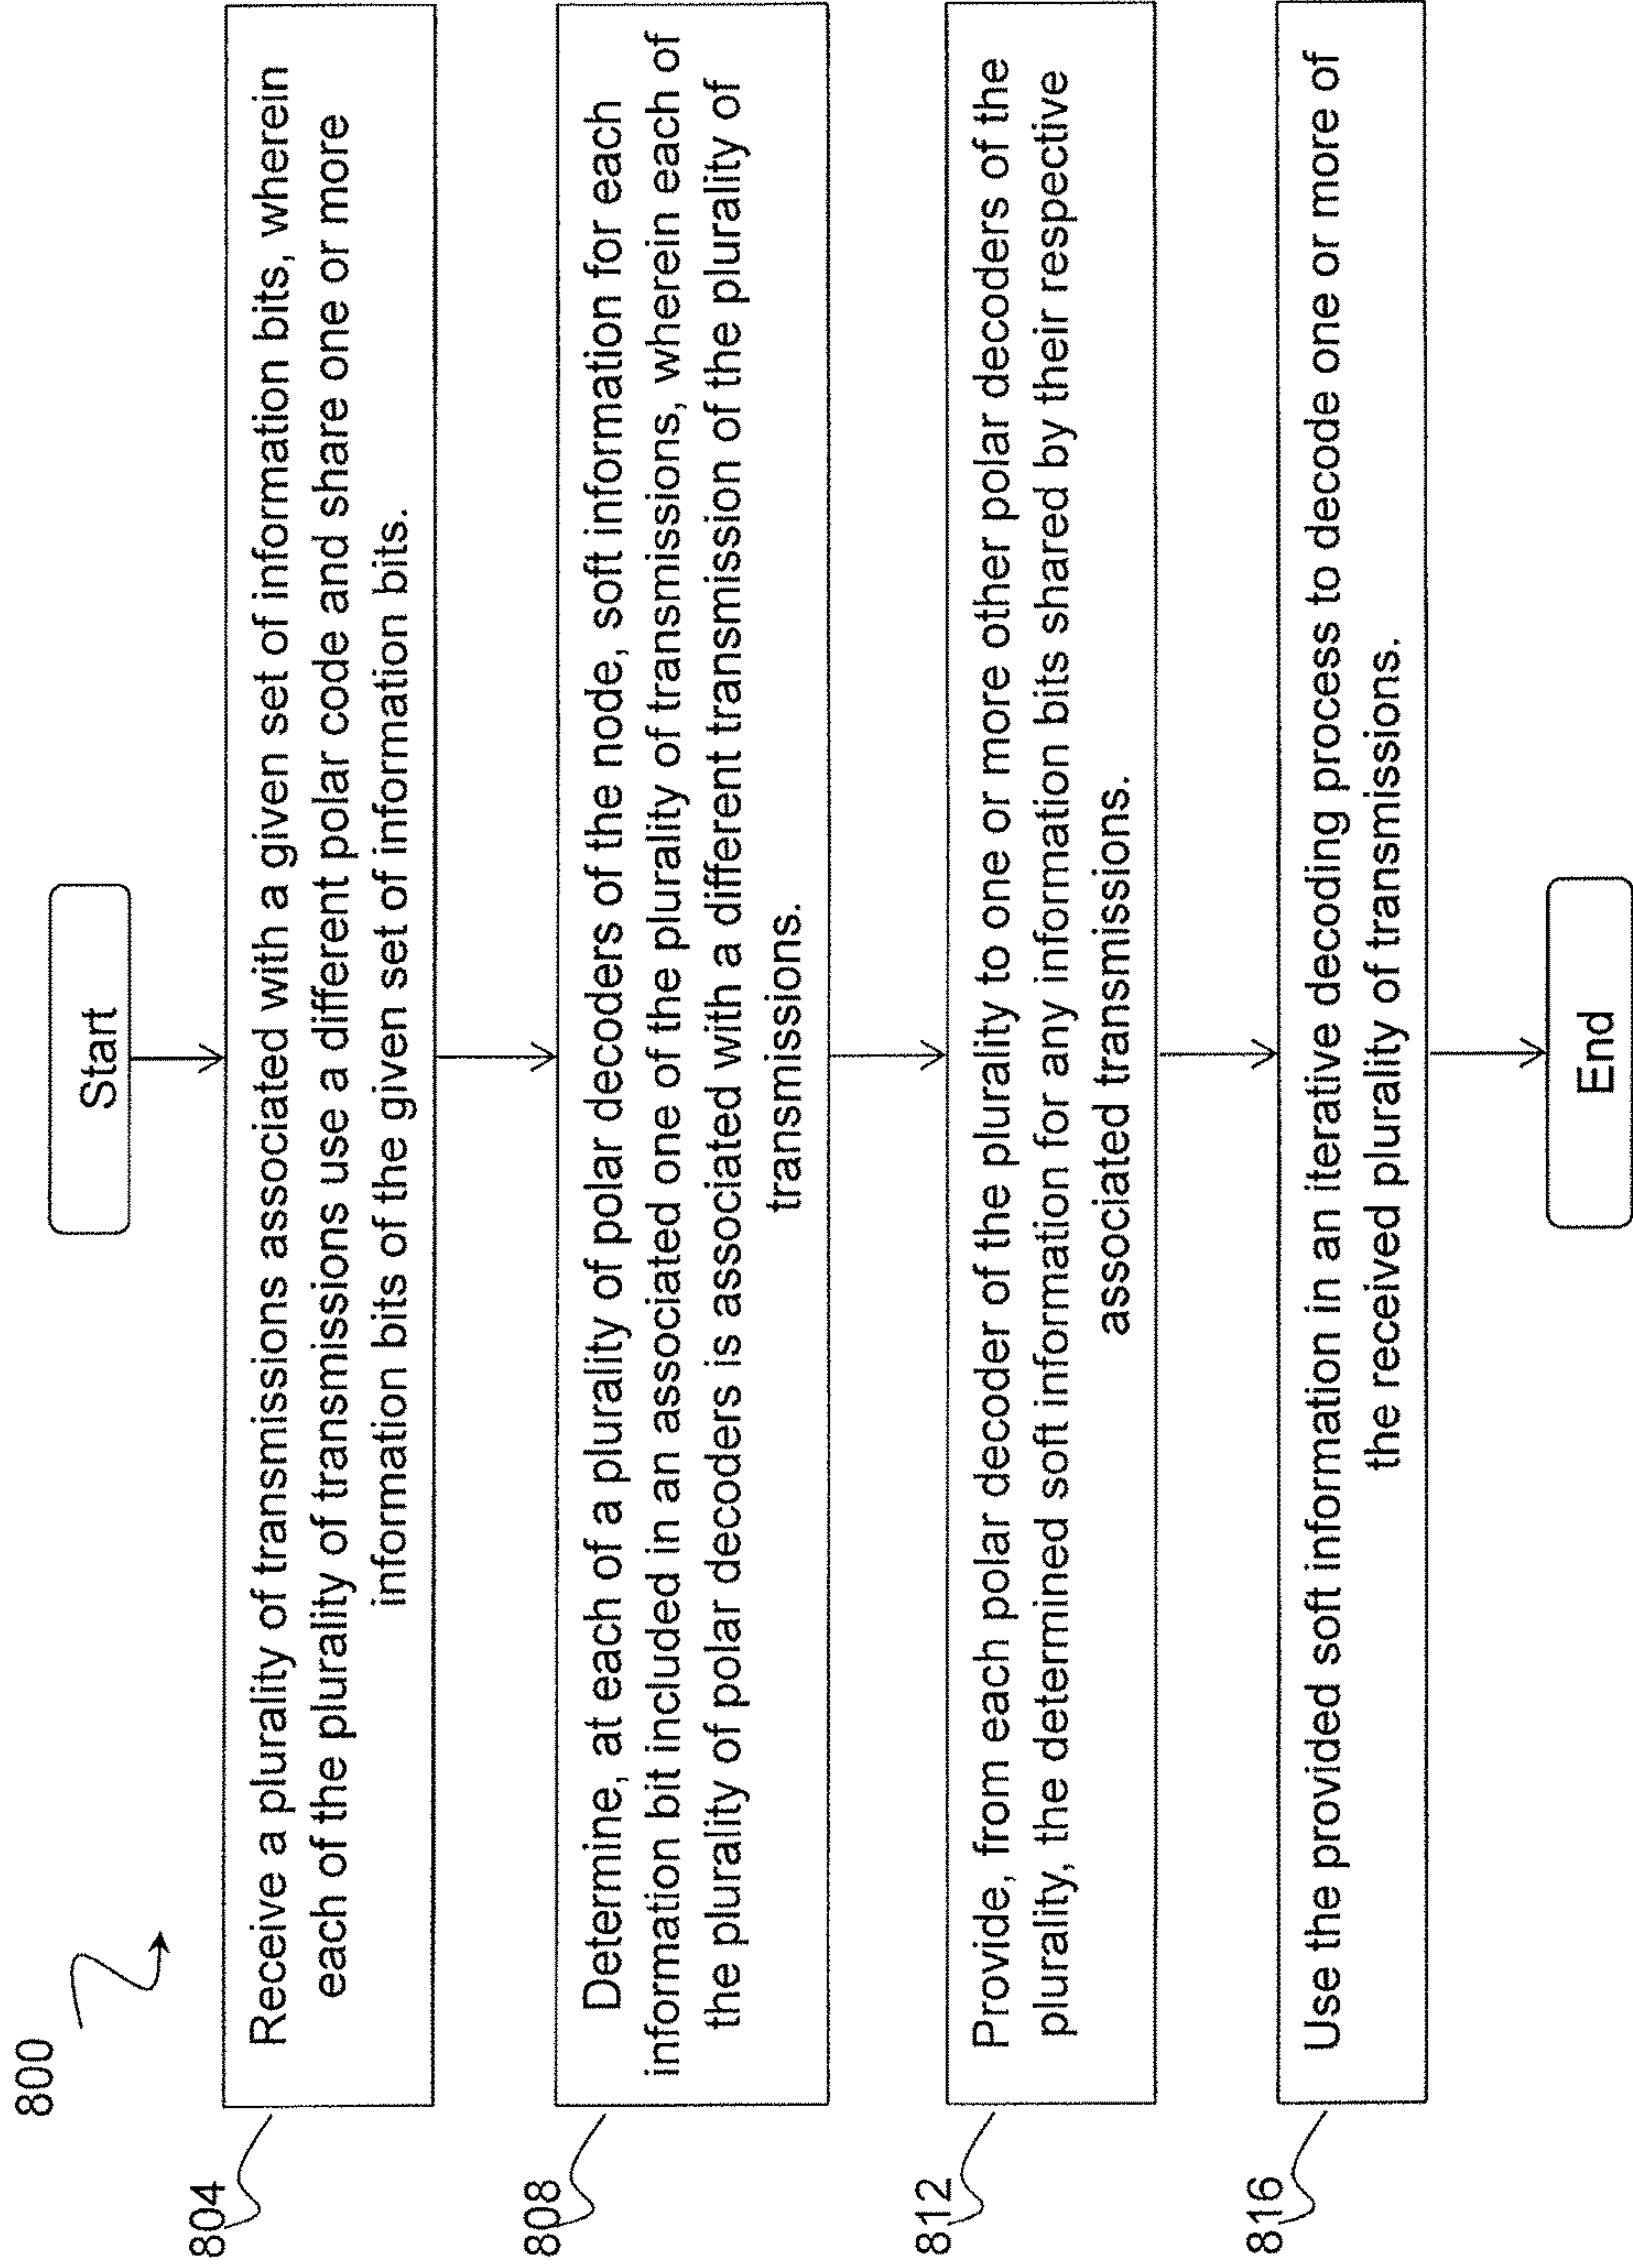 800
Start
804
Receive a plurality of transmissions associated with a given set of information bits, wherein
each of the plurality of transmissions use a different polar code and share one or more
information bits of the given set of information bits.
808
Determine, at each of a plurality of polar decoders of the node, soft information for each
information bit included in an associated one of the plurality of transmissions, wherein each of
the plurality of polar decoders is associated with a different transmission of the plurality of
transmissions.
812
Provide, from each polar decoder of the plurality to one or more other polar decoders of the
plurality, the determined soft information for any information bits shared by their respective
associated transmissions.
816
Use the provided soft information in an iterative decoding process to decode one or more of
the received plurality of transmissions.
End